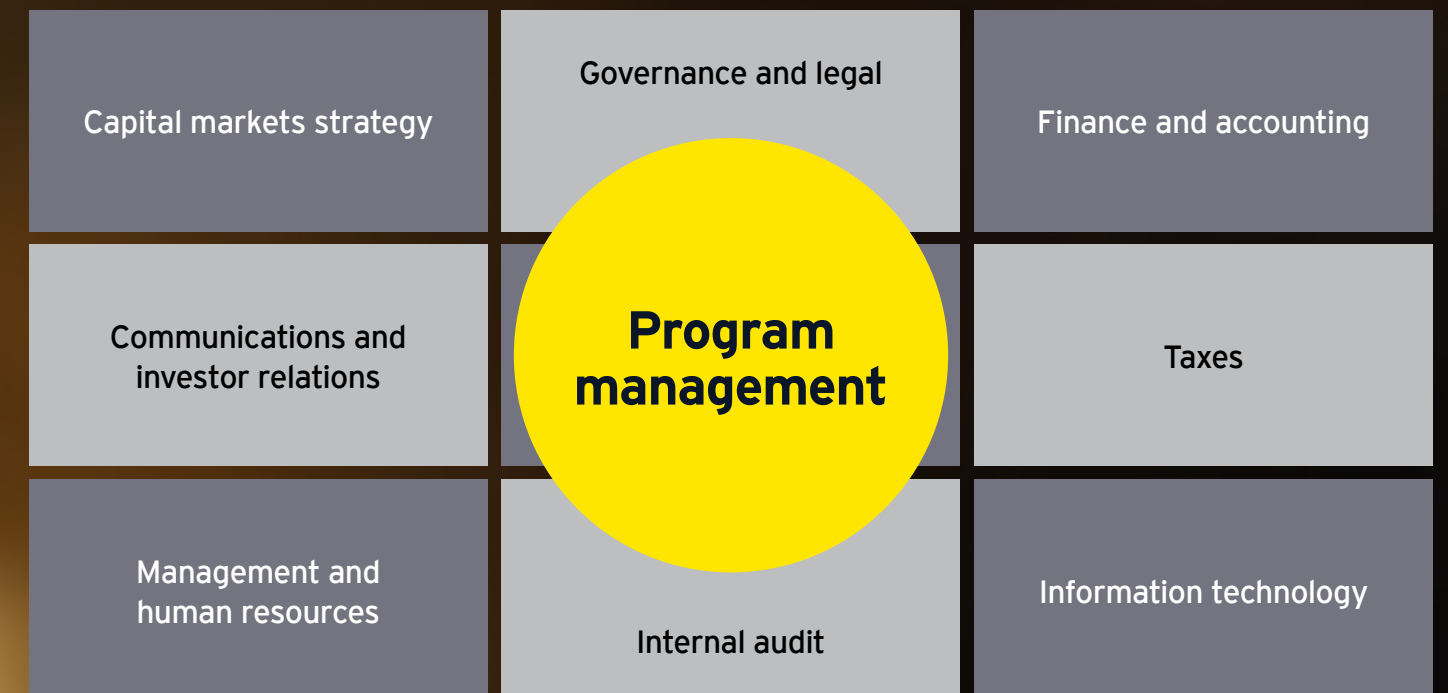 Governance and legal
Capital markets strategy
Finance and accounting
Communications and
investor relations
Program
management
Taxes
Management and
human resources
Information technology
Internal audit